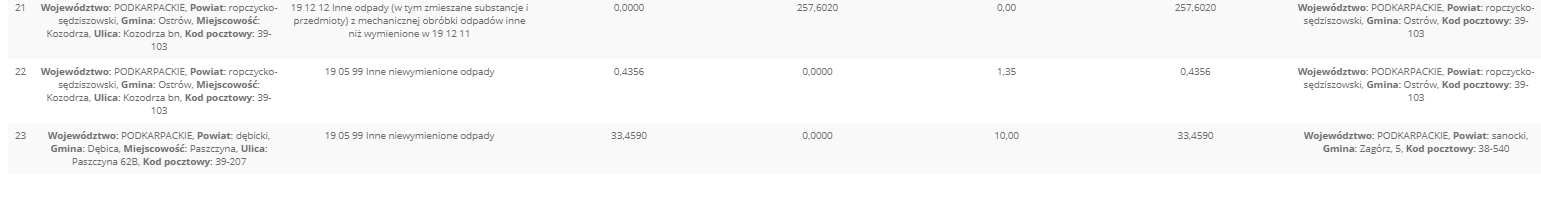 21 Województwo: PODKARPACKIE, Powiat: ropczycko- 19 12 12 Inne odpady (w tym zmieszane substancje i 0,0000 257,6020 0,00 257,6020 Województwo: PODKARPACKIE, Powiat: ropczycko-
sędziszowski, Gmina: Ostrów, Miejscowość: przedmioty) z mechanicznej obróbki odpadów inne sędziszowski, Gmina: Ostrów, Kod pocztowy: 39-
Kozodrza, Ulica: Kozodrza bn, Kod pocztowy: 39- niż wymienione w 19 12 11 103
103
22 Województwo: PODKARPACKIE, Powiat: ropczycko- 19 05 99 Inne niewymienione odpady 0,4356 0,0000 1,35 0,4356 Województwo: PODKARPACKIE, Powiat: ropczycko-
sędziszowski, Gmina: Ostrów, Miejscowość: sędziszowski, Gmina: Ostrów, Kod pocztowy: 39-
Kozodrza, Ulica: Kozodrza bn, Kod pocztowy: 39- 103
103
23 Województwo: PODKARPACKIE, Powiat: dębicki, 19 05 99 Inne niewymienione odpady 33,4590 0,0000 10,00 33,4590 Województwo: PODKARPACKIE, Powiat: sanocki,
Gmina: Dębica, Miejscowość: Paszczyna, Ulica: Gmina: Zagórz, 5, Kod pocztowy: 38-540
Paszczyna 62B, Kod pocztowy: 39-207